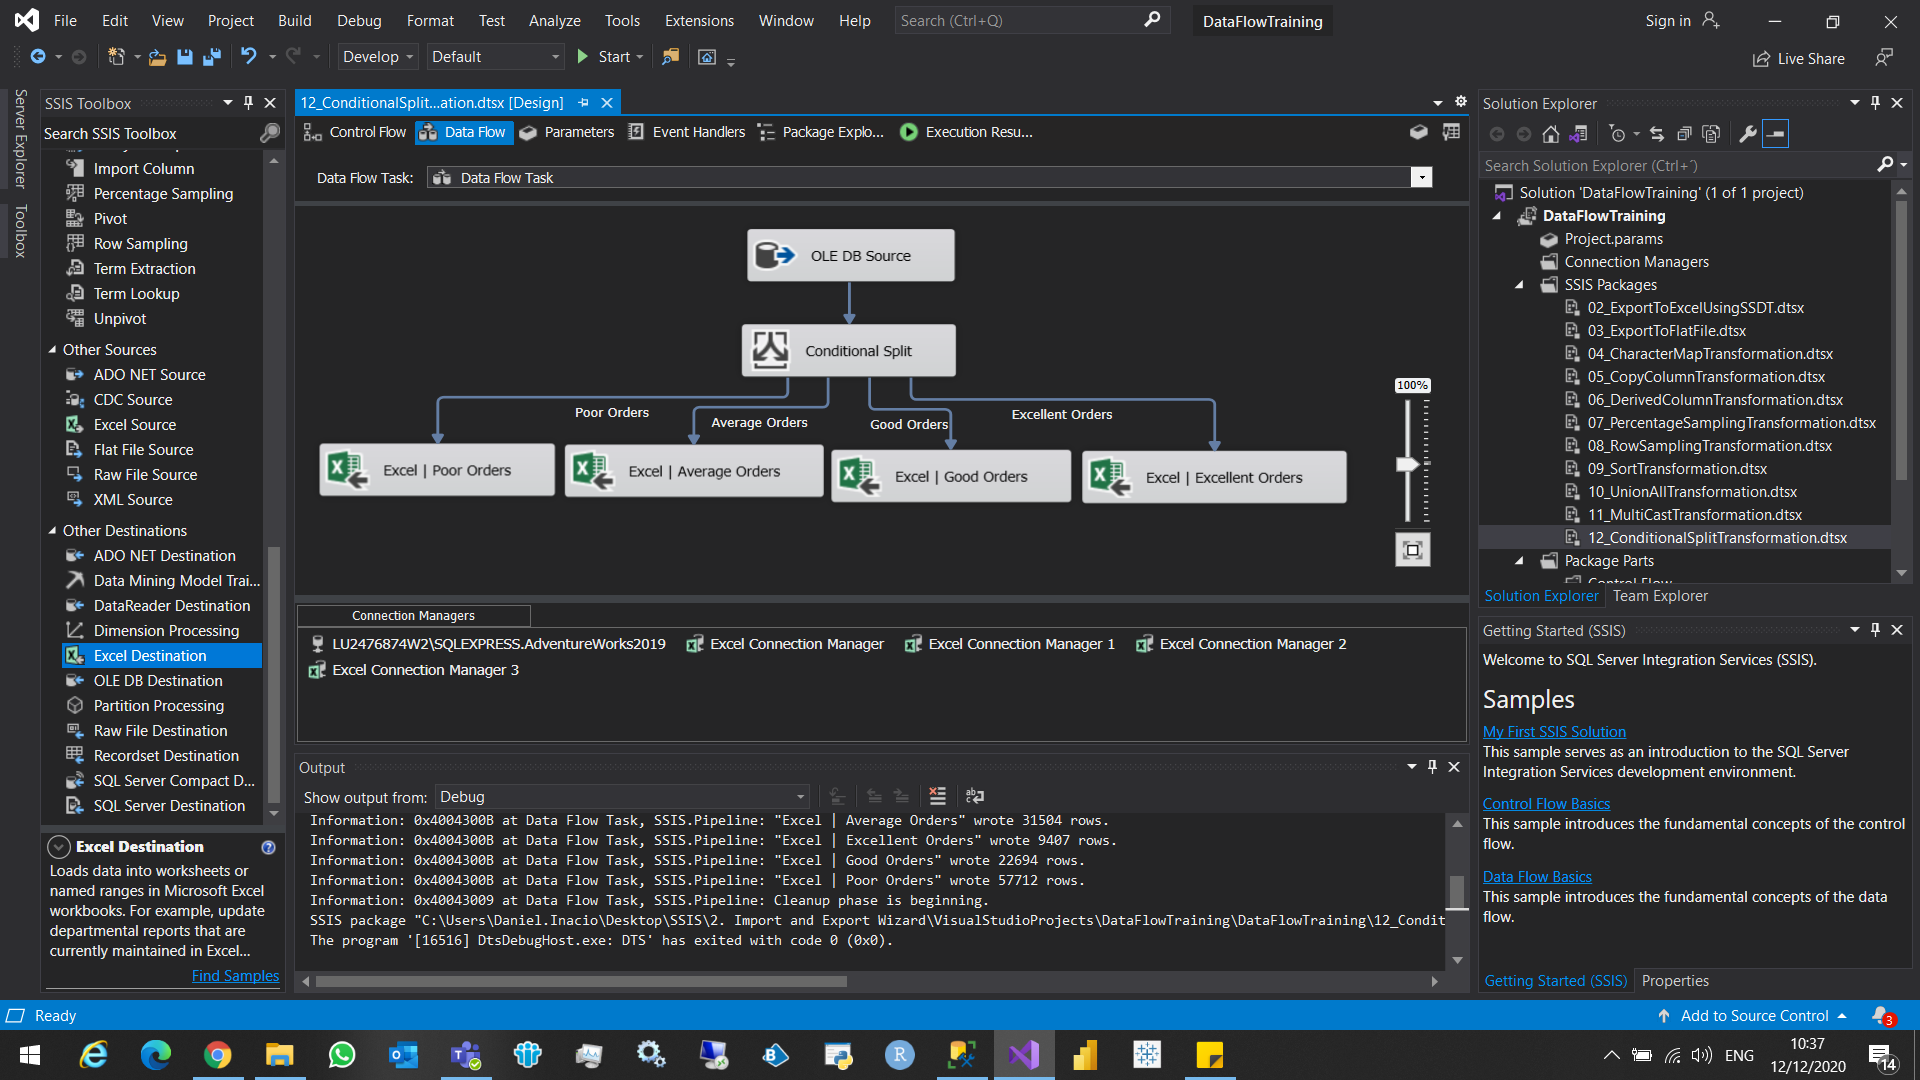 File Edit View Project Build Debug Format Test Analyze Tools Extensions Window Help Search (Ctrl+Q) DataFlowTraining Sign in
Develop Default Start Live Share
Server Explorer
Toolbox
SSIS Toolbox
Search SSIS Toolbox
Import Column
Percentage Sampling
Pivot
Row Sampling
Term Extraction
Term Lookup
Unpivot
Other Sources
ADO NET Source
CDC Source
Excel Source
Flat File Source
Raw File Source
XML Source
Other Destinations
ADO NET Destination
Data Mining Model Trai...
DataReader Destination
Dimension Processing
Excel Destination
OLE DB Destination
Partition Processing
Raw File Destination
Recordset Destination
SQL Server Compact D...
SQL Server Destination
Excel Destination
Loads data into worksheets or
named ranges in Microsoft Excel
workbooks. For example, update
departmental reports that are
currently maintained in Excel...
Find Samples
12_ConditionalSplit...ation.dtsx [Design]
Control Flow Data Flow Parameters Event Handlers Package Explo... Execution Resu...
Data Flow Task: Data Flow Task
OLE DB Source
Conditional Split
Poor Orders
Average Orders
Good Orders
Excellent Orders
Excel | Poor Orders
Excel | Average Orders
Excel | Good Orders
Excel | Excellent Orders
100%
Connection Managers
LU2476874W2\SQLEXPRESS.AdventureWorks2019 Excel Connection Manager Excel Connection Manager 1 Excel Connection Manager 2
Excel Connection Manager 3
Output
Show output from: Debug
Information: 0x4004300B at Data Flow Task, SSIS.Pipeline: "Excel | Average Orders" wrote 31504 rows.
Information: 0x4004300B at Data Flow Task, SSIS.Pipeline: "Excel | Excellent Orders" wrote 9407 rows.
Information: 0x4004300B at Data Flow Task, SSIS.Pipeline: "Excel | Good Orders" wrote 22694 rows.
Information: 0x4004300B at Data Flow Task, SSIS.Pipeline: "Excel | Poor Orders" wrote 57712 rows.
Information: 0x40043009 at Data Flow Task, SSIS.Pipeline: Cleanup phase is beginning.
SSIS package "C:\Users\Daniel.Inacio\Desktop\SSIS\2. Import and Export Wizard\VisualStudioProjects\DataFlowTraining\DataFlowTraining\12_Condit
The program '[16516] DtsDebugHost.exe: DTS' has exited with code 0 (0x0).
Solution Explorer
Search Solution Explorer (Ctrl+´)
Solution 'DataFlowTraining' (1 of 1 project)
DataFlowTraining
Project.params
Connection Managers
SSIS Packages
02_ExportToExcelUsingSSDT.dtsx
03_ExportToFlatFile.dtsx
04_CharacterMapTransformation.dtsx
05_CopyColumnTransformation.dtsx
06_DerivedColumnTransformation.dtsx
07_PercentageSamplingTransformation.dtsx
08_RowSamplingTransformation.dtsx
09_SortTransformation.dtsx
10_UnionAllTransformation.dtsx
11_MultiCastTransformation.dtsx
12_ConditionalSplitTransformation.dtsx
Package Parts
Control Flow
Solution Explorer Team Explorer
Getting Started (SSIS)
Welcome to SQL Server Integration Services (SSIS).
Samples
My First SSIS Solution
This sample serves as an introduction to the SQL Server
Integration Services development environment.
Control Flow Basics
This sample introduces the fundamental concepts of the control
flow.
Data Flow Basics
This sample introduces the fundamental concepts of the data
flow.
Getting Started (SSIS) Properties
Ready Add to Source Control 3
ENG 10:37
12/12/2020 14